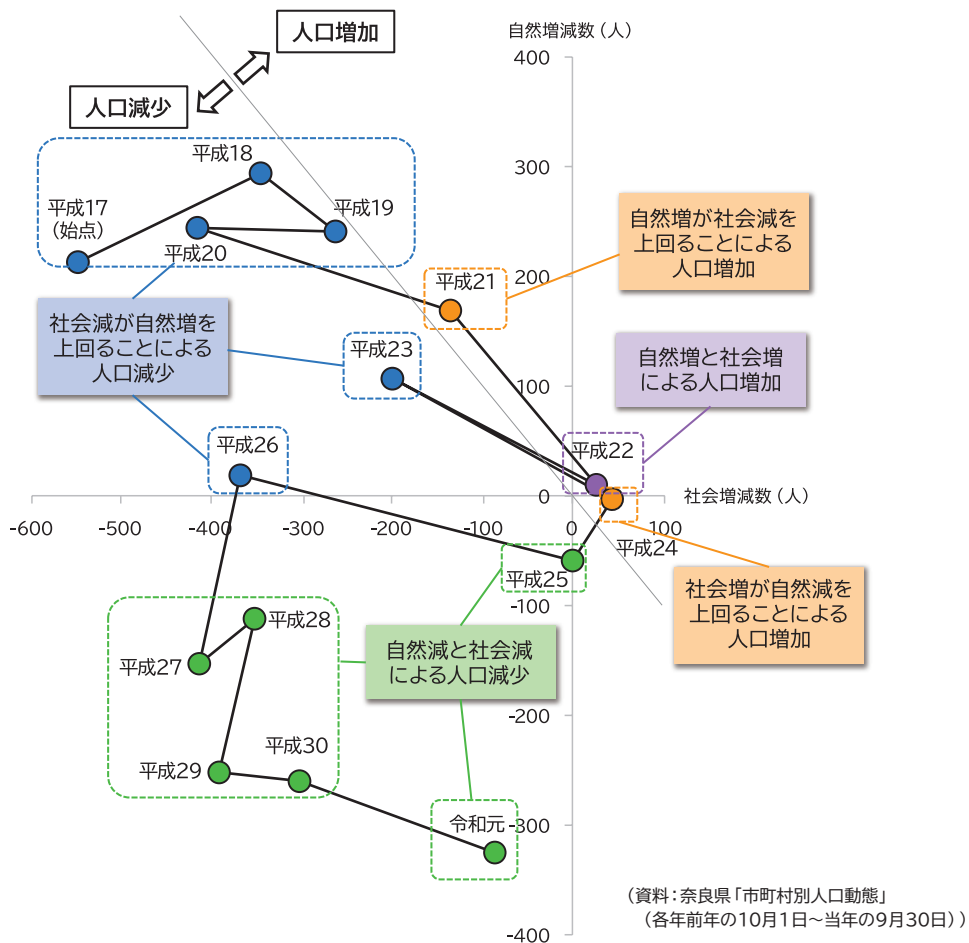 人口増加
人口減少
自然増減数（人）
400
300
200
100
0
-100
-200
-300
-400
-600
-500
-400
-300
-200
-100
0
100
社会増減数（人）
平成17
（始点）
平成18
平成19
平成20
平成21
平成22
平成23
平成24
平成25
平成26
平成27
平成28
平成29
平成30
令和元
自然増が社会減を
上回ることによる
人口増加
社会減が自然増を
上回ることによる
人口減少
自然増と社会増
による人口増加
社会増が自然減を
上回ることによる
人口増加
自然減と社会減
による人口減少
（資料：奈良県「市町村別人口動態」
（各年前年の10月1日～当年の9月30日））